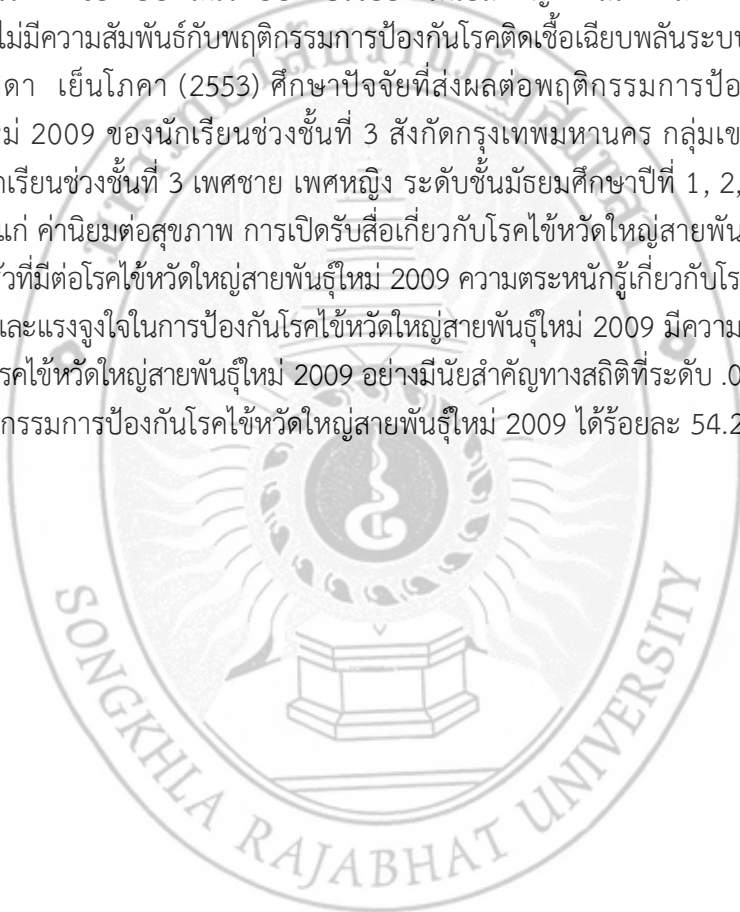 ไม่มีความสัมพันธ์กับพฤติกรรมการป้องกันโรคติดเชื้อเฉียบพลันระบบ
ดา เย็นโภคา (2553) ศึกษาปัจจัยที่ส่งผลต่อพฤติกรรมการป้อ
ม่ 2009 ของนักเรียนช่วงชั้นที่ 3 สังกัดกรุงเทพมหานคร กลุ่มเข
กเรียนช่วงชั้นที่ 3 เพศชาย เพศหญิง ระดับชั้นมัธยมศึกษาปีที่ 1, 2,
แก่ ค่านิยมต่อสุขภาพ การเปิดรับสื่อเกี่ยวกับโรคไข้หวัดใหญ่สายพัน
ัวที่มีต่อโรคไข้หวัดใหญ่สายพันธุ์ใหม่ 2009 ความตระหนักรู้เกี่ยวกับโร
และแรงจูงใจในการป้องกันโรคไข้หวัดใหญ่สายพันธุ์ใหม่ 2009 มีความ
รคไข้หวัดใหญ่สายพันธุ์ใหม่ 2009 อย่างมีนัยสำคัญทางสถิติที่ระดับ .0
กรรมการป้องกันโรคไข้หวัดใหญ่สายพันธุ์ใหม่ 2009 ได้ร้อยละ 54.2
SONGKHLA RAJABHAT UNIVERSITY